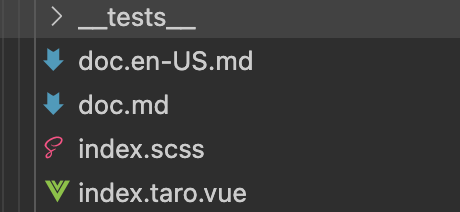 __tests__
doc.en-US.md
doc.md
index.scss
index.taro.vue